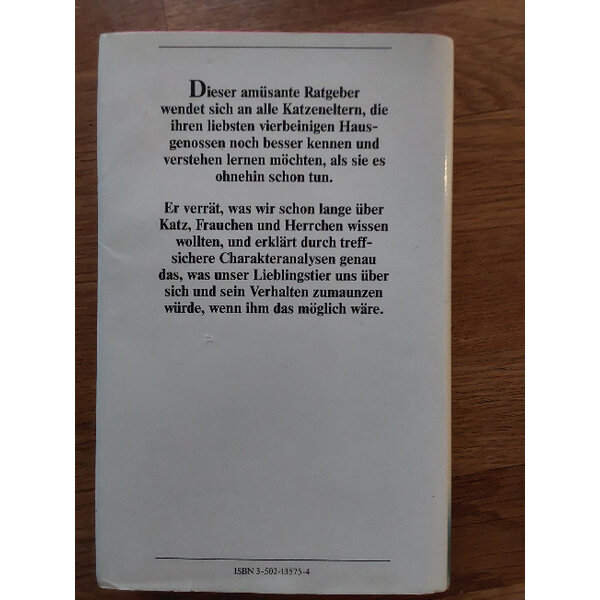 Dieser amüsante Ratgeber
wendet sich an alle Katzeneltern, die
ihren liebsten vierbeinigen Haus-
genossen noch besser kennen und
verstehen lernen möchten, als sie es
ohnehin schon tun.
Er verrät, was wir schon lange über
Katz, Frauchen und Herrchen wissen
wollten, und erklärt durch treff-
sichere Charakteranalysen genau
das, was unser Lieblingstier uns über
sich und sein Verhalten zumaunzen
würde, wenn ihm das möglich wäre.
ISBN 3-502-13575-4